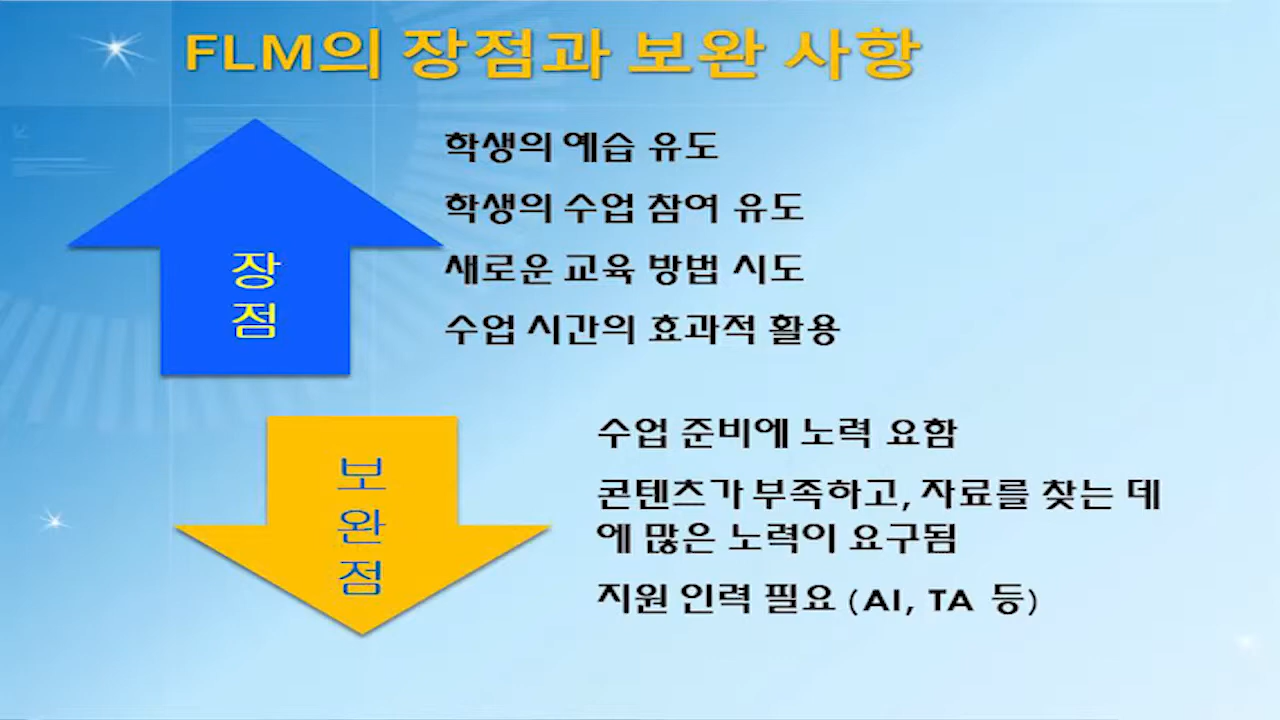 FLM의 장점과 보완 사항
장
점
학생의 예습 유도
학생의 수업 참여 유도
새로운 교육 방법 시도
수업 시간의 효과적 활용
보
완
점
수업 준비에 노력 요함
콘텐츠가 부족하고, 자료를 찾는 데
에 많은 노력이 요구됨
지원 인력 필요 (AI, TA 등)